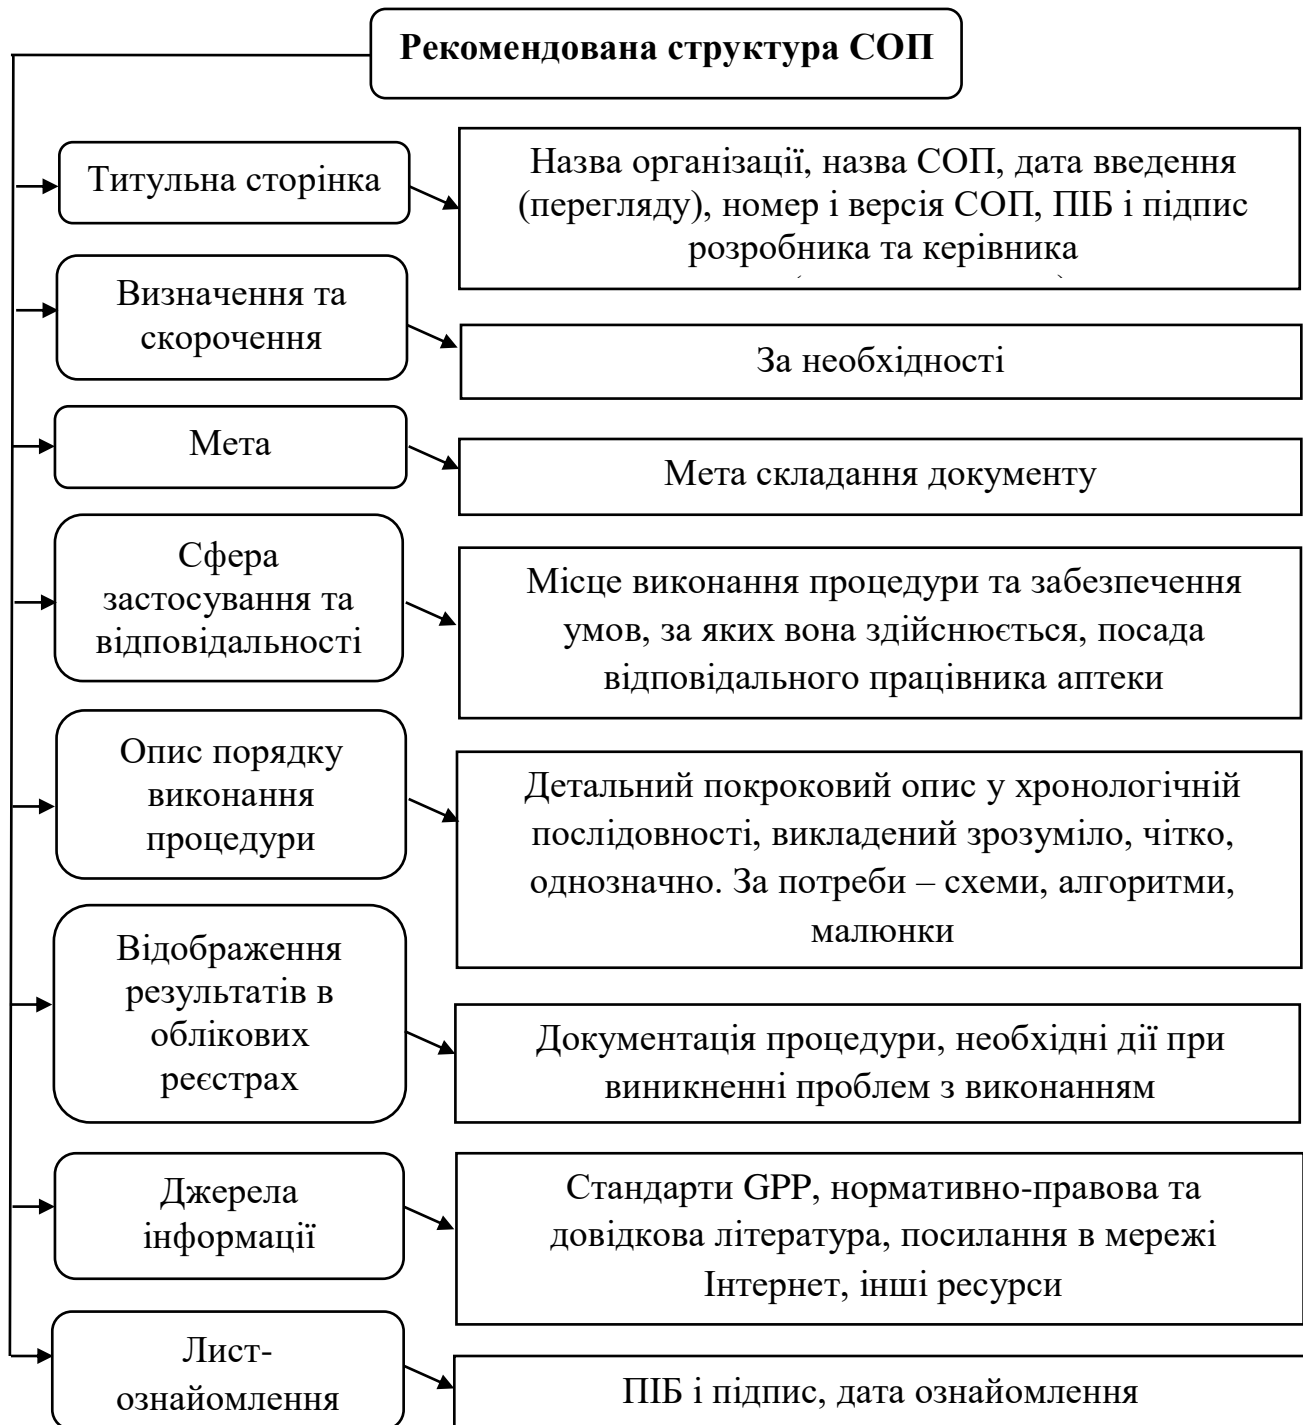 Рекомендована структура СОП
Титульна сторінка
Назва організації, назва СОП, дата введення
(перегляду), номер і версія СОП, ПІБ і підпис
розробника та керівника
Визначення та
скорочення
За необхідності
Мета
Мета складання документу
Сфера
застосування та
відповідальності
Місце виконання процедури та забезпечення
умов, за яких вона здійснюється, посада
відповідального працівника аптеки
Опис порядку
виконання
процедури
Детальний покроковий опис у хронологічній
послідовності, викладений зрозуміло, чітко,
однозначно. За потреби – схеми, алгоритми,
малюнки
Відображення
результатів в
облікових
реєстрах
Документація процедури, необхідні дії при
виникненні проблем з виконанням
Джерела
інформації
Стандарти GPP, нормативно-правова та
довідкова література, посилання в мережі
Інтернет, інші ресурси
Лист-
ознайомлення
ПІБ і підпис, дата ознайомлення